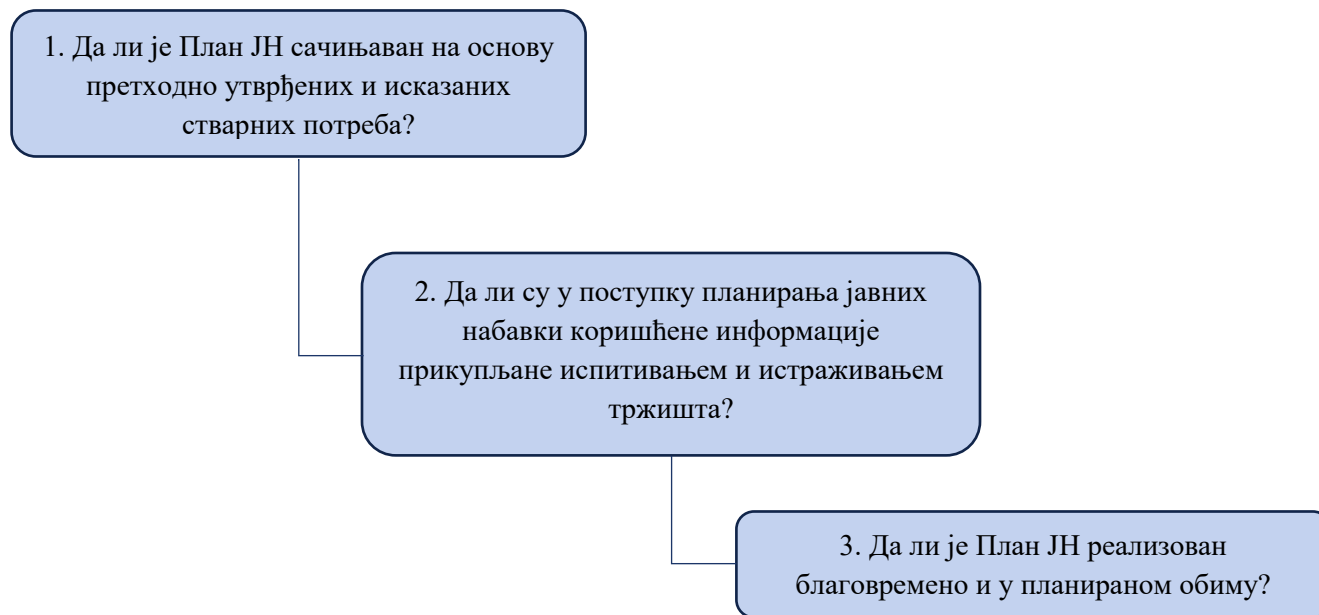 1. Да ли је План ЈН сачињаван на основу
претходно утврђених и исказаних
стварних потреба?
2. Да ли су у поступку планирања јавних
набавки коришћене информације
прикупљане испитивањем и истраживањем
тржишта?
3. Да ли је План ЈН реализован
благовремено и у планираном обиму?